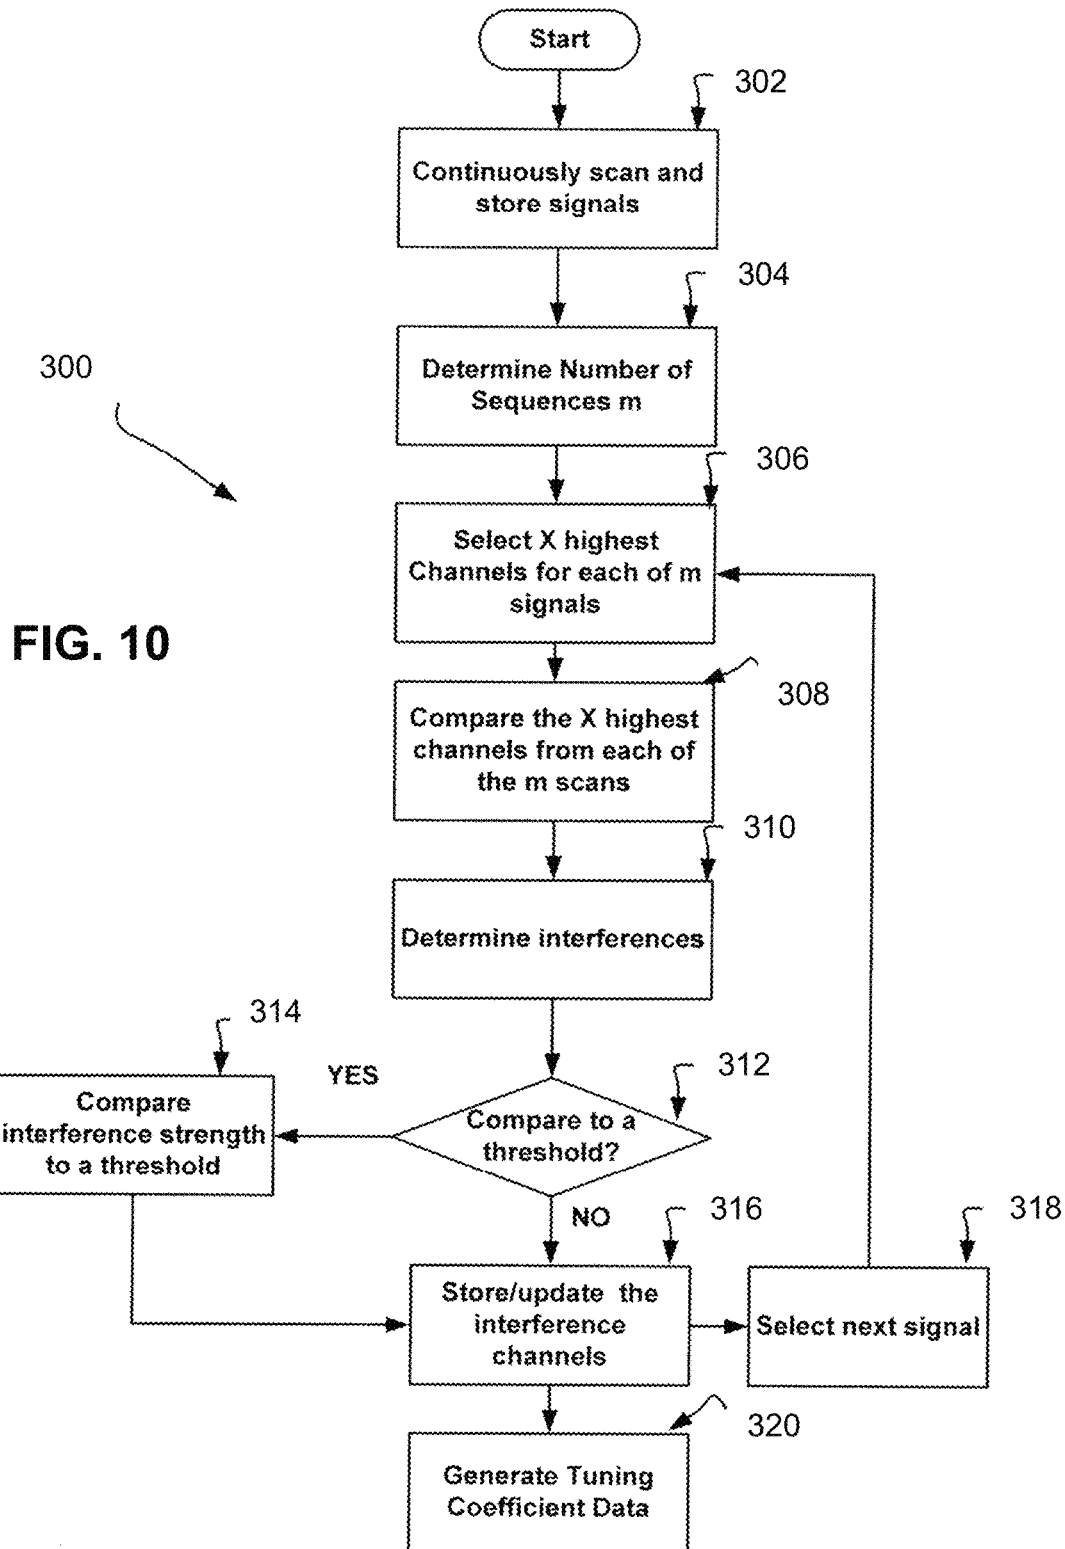 Start
302
Continuously scan and
store signals
304
Determine Number of
Sequences m
300
306
Select X highest
Channels for each of m
signals
FIG. 10
308
Compare the X highest
channels from each of
the m scans
310
Determine interferences
314
YES
312
Compare
interference strength
to a threshold
Compare to a
threshold?
NO
316
318
Store/update the
interference
channels
Select next signal
320
Generate Tuning
Coefficient Data